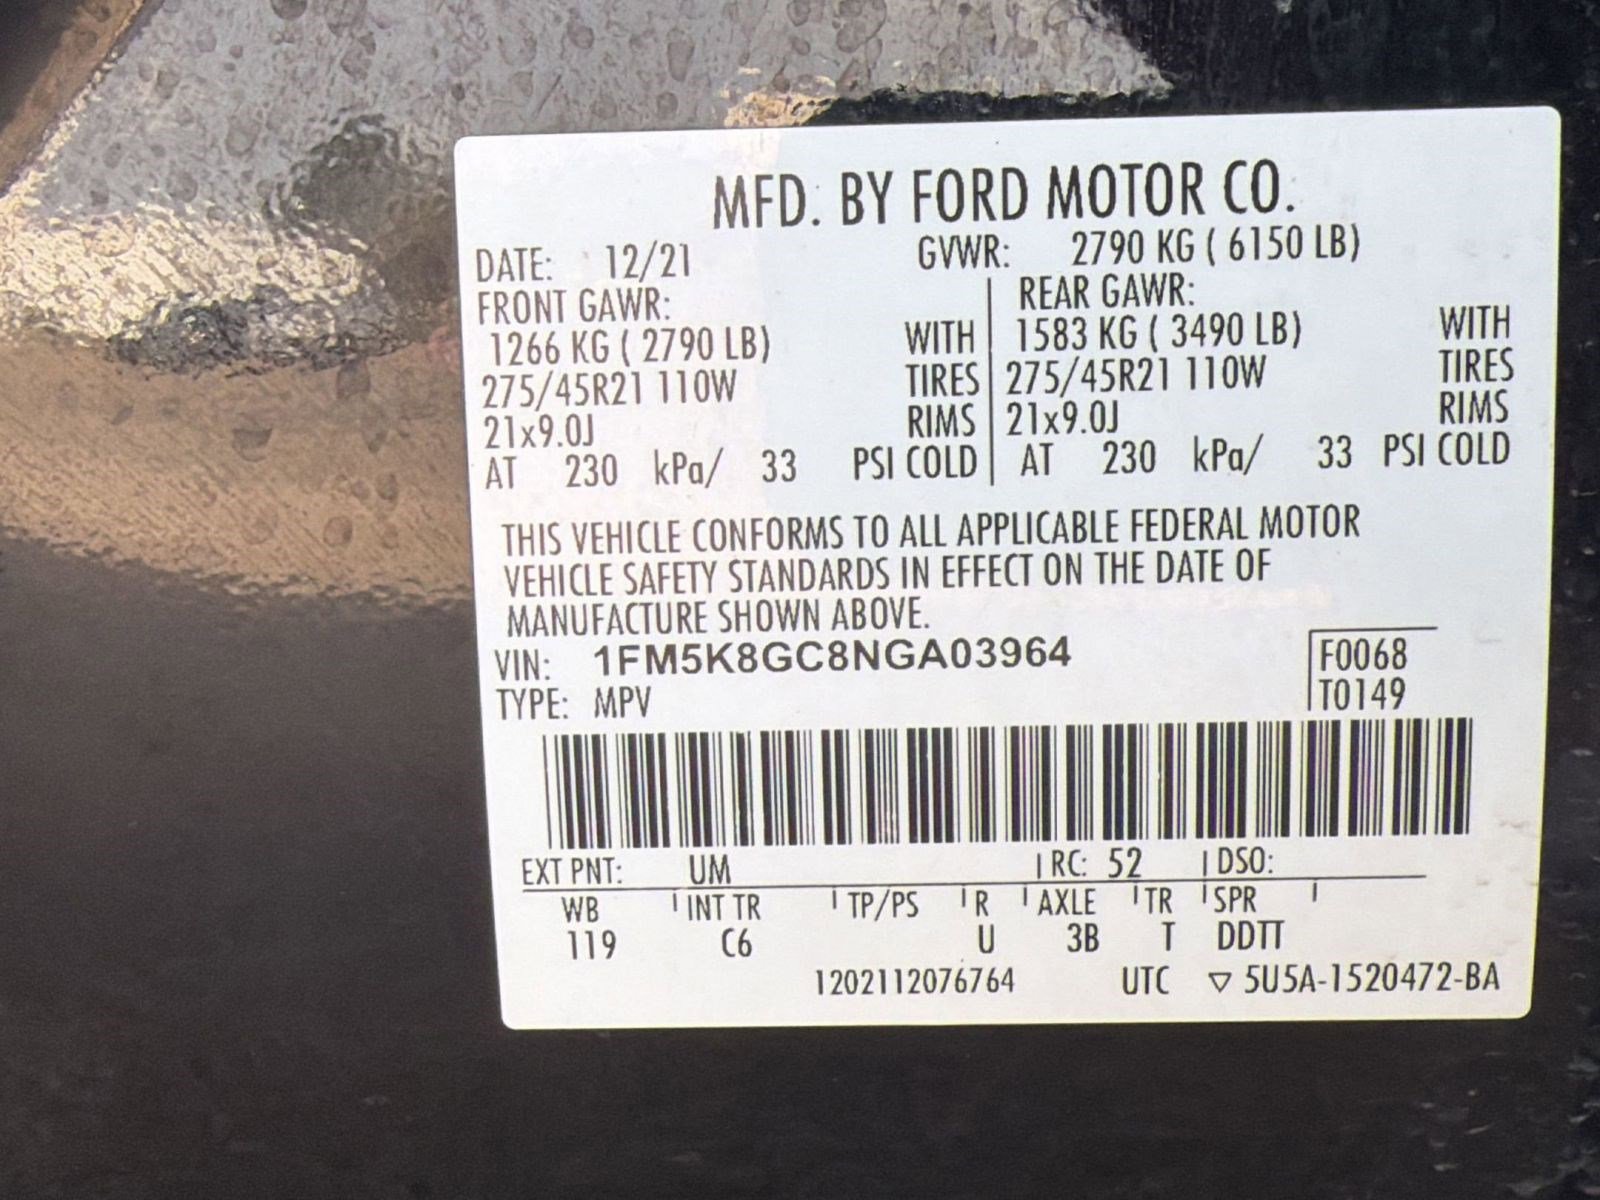 MFD. BY FORD MOTOR CO.
DATE: 12/21 GVWR: 2790 KG ( 6150 LB)
FRONT GAWR: REAR GAWR:
1266 KG ( 2790 LB) WITH 1583 KG ( 3490 LB) WITH
275/45R21 110W TIRES 275/45R21 110W TIRES
21x9.0J RIMS 21x9.0J RIMS
AT 230 kPa/ 33 PSI COLD AT 230 kPa/ 33 PSI COLD
THIS VEHICLE CONFORMS TO ALL APPLICABLE FEDERAL MOTOR
VEHICLE SAFETY STANDARDS IN EFFECT ON THE DATE OF
MANUFACTURE SHOWN ABOVE.
VIN: 1FM5K8GC8NGA03964 F0068
TYPE: MPV T0149
EXT PNT: UM RC: 52 DSO:
WB INT TR TP/PS R AXLE TR SPR
119 C6 U 3B T DDTT
1202112076764 UTC ▽ 5U5A-1520472-BA